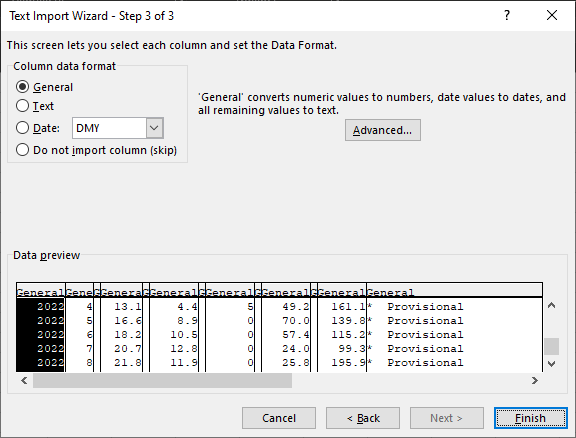 Text Import Wizard - Step 3 of 3
This screen lets you select each column and set the Data Format.
Column data format
General
Text
Date: DMY
Do not import column (skip)
'General' converts numeric values to numbers, date values to dates, and
all remaining values to text.
Advanced...
Data preview
General Gene G General G General G General G General G General General
2022 4 13.1 4.4 5 49.2 161.1 * Provisional
2022 5 16.6 8.9 0 70.0 139.8 * Provisional
2022 6 18.2 10.5 0 57.4 115.2 * Provisional
2022 7 20.7 12.8 0 24.0 99.3 * Provisional
2022 8 21.8 11.9 0 25.8 195.9 * Provisional
Cancel
< Back
Next >
Finish